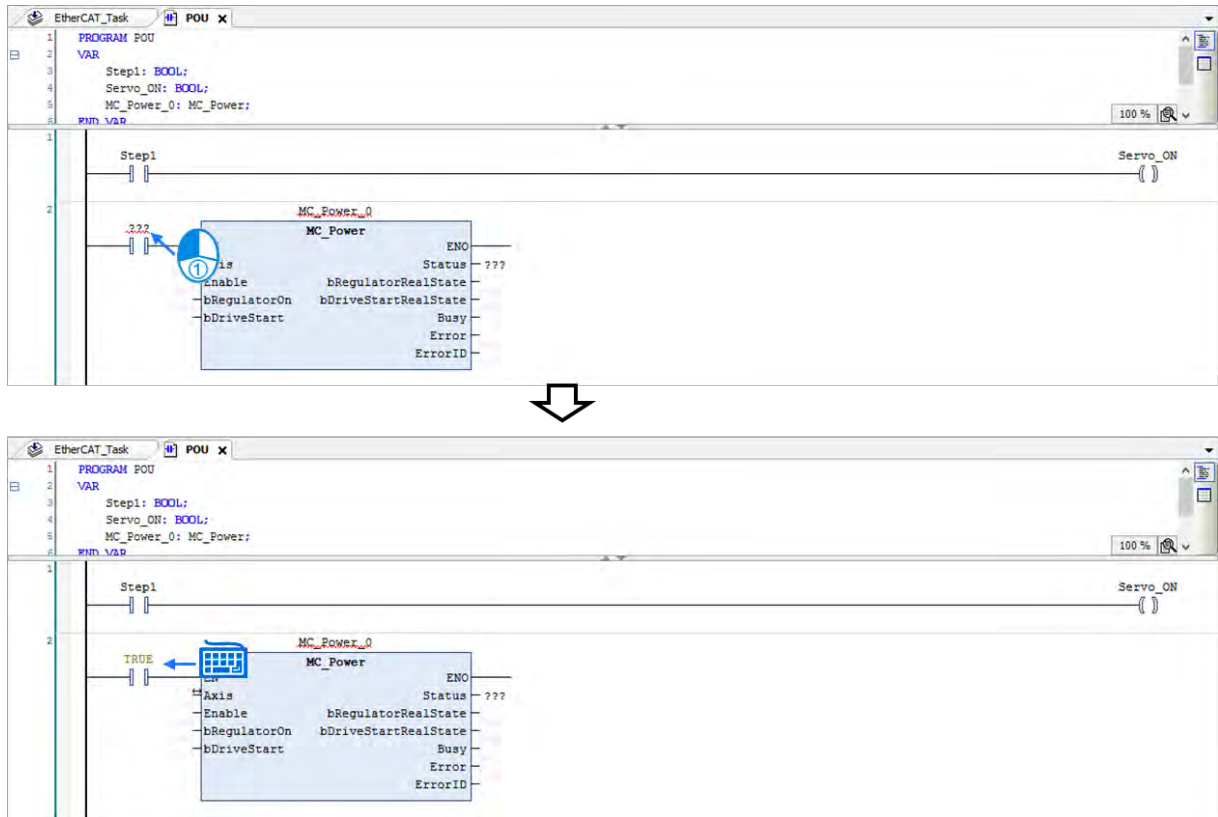 EtherCAT_Task POU X
1 PROGRAM POU
2 VAR
3 Step1: BOOL;
4 Servo_ON: BOOL;
5 MC_Power_0: MC_Power;
6 END_VAR
100 %
1
Step1 Servo_ON
2
MC_Power_0
??? MC_Power
ENO
1 is Status ???
Enable bRegulatorRealState
bRegulatorOn bDriveStartRealState
bDriveStart Busy
Error
ErrorID
EtherCAT_Task POU X
1 PROGRAM POU
2 VAR
3 Step1: BOOL;
4 Servo_ON: BOOL;
5 MC_Power_0: MC_Power;
6 END_VAR
100 %
1
Step1 Servo_ON
2
MC_Power_0
TRUE MC_Power
EN ENO
Axis Status ???
Enable bRegulatorRealState
bRegulatorOn bDriveStartRealState
bDriveStart Busy
Error
ErrorID